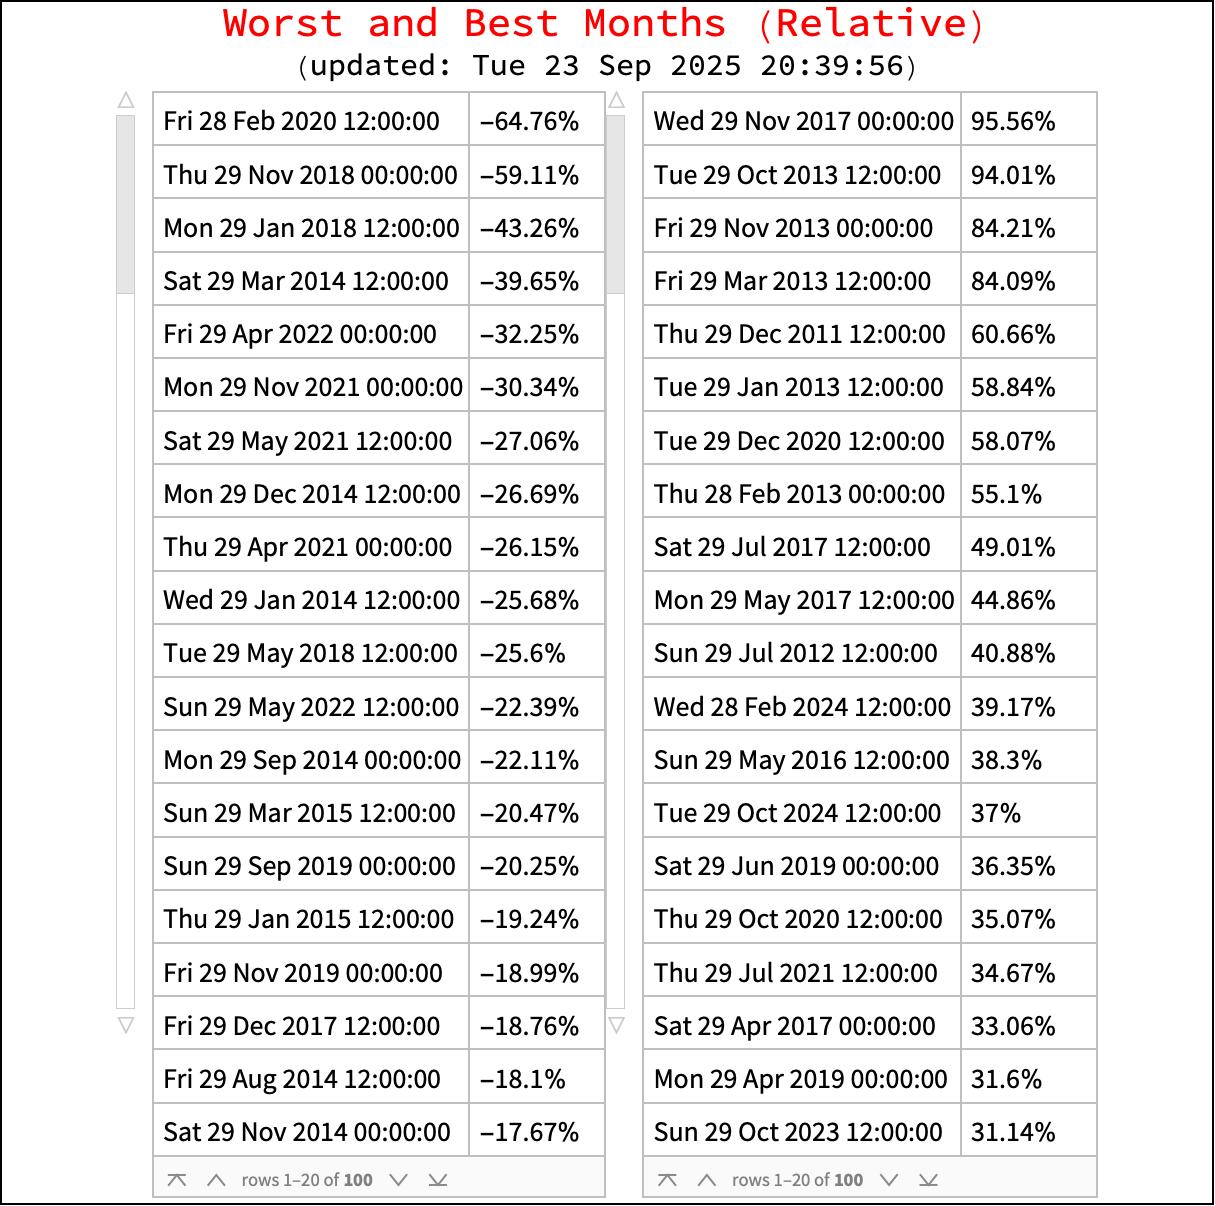 Worst and Best Months (Relative)
(updated: Tue 23 Sep 2025 20:39:56)
Fri 28 Feb 2020 12:00:00 –64.76%
Thu 29 Nov 2018 00:00:00 –59.11%
Mon 29 Jan 2018 12:00:00 –43.26%
Sat 29 Mar 2014 12:00:00 –39.65%
Fri 29 Apr 2022 00:00:00 –32.25%
Mon 29 Nov 2021 00:00:00 –30.34%
Sat 29 May 2021 12:00:00 –27.06%
Mon 29 Dec 2014 12:00:00 –26.69%
Thu 29 Apr 2021 00:00:00 –26.15%
Wed 29 Jan 2014 12:00:00 –25.68%
Tue 29 May 2018 12:00:00 –25.6%
Sun 29 May 2022 12:00:00 –22.39%
Mon 29 Sep 2014 00:00:00 –22.11%
Sun 29 Mar 2015 12:00:00 –20.47%
Sun 29 Sep 2019 00:00:00 –20.25%
Thu 29 Jan 2015 12:00:00 –19.24%
Fri 29 Nov 2019 00:00:00 –18.99%
Fri 29 Dec 2017 12:00:00 –18.76%
Fri 29 Aug 2014 12:00:00 –18.1%
Sat 29 Nov 2014 00:00:00 –17.67%
rows 1–20 of 100
Wed 29 Nov 2017 00:00:00 95.56%
Tue 29 Oct 2013 12:00:00 94.01%
Fri 29 Nov 2013 00:00:00 84.21%
Fri 29 Mar 2013 12:00:00 84.09%
Thu 29 Dec 2011 12:00:00 60.66%
Tue 29 Jan 2013 12:00:00 58.84%
Tue 29 Dec 2020 12:00:00 58.07%
Thu 28 Feb 2013 00:00:00 55.1%
Sat 29 Jul 2017 12:00:00 49.01%
Mon 29 May 2017 12:00:00 44.86%
Sun 29 Jul 2012 12:00:00 40.88%
Wed 28 Feb 2024 12:00:00 39.17%
Sun 29 May 2016 12:00:00 38.3%
Tue 29 Oct 2024 12:00:00 37%
Sat 29 Jun 2019 00:00:00 36.35%
Thu 29 Oct 2020 12:00:00 35.07%
Thu 29 Jul 2021 12:00:00 34.67%
Sat 29 Apr 2017 00:00:00 33.06%
Mon 29 Apr 2019 00:00:00 31.6%
Sun 29 Oct 2023 12:00:00 31.14%
rows 1–20 of 100